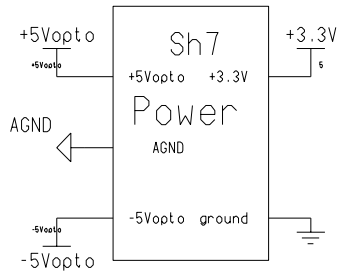 +5Vopto
Sh7
+3.3V
+5Vopto
5
+5Vopto +3.3V
Power
AGND
AGND
-5Vopto ground
-5Vopto
-5Vopto